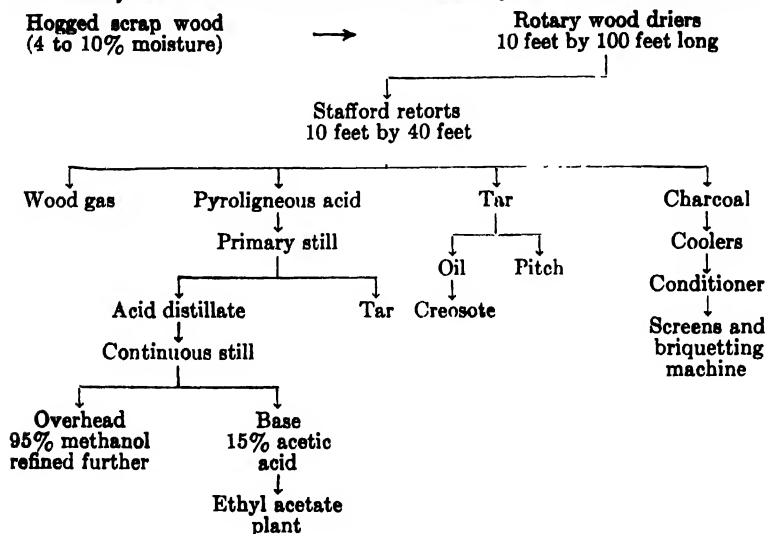 Hogged scrap wood
(4 to 10% moisture)
Rotary wood driers
10 feet by 100 feet long
Stafford retorts
10 feet by 40 feet
Wood gas
Pyroligneous acid
Tar
Charcoal
Primary still
Oil
Pitch
Coolers
Acid distillate
Tar
Creosote
Conditioner
Continuous still
Screens and
briquetting
machine
Overhead
95% methanol
refined further
Base
15% acetic
acid
Ethyl acetate
plant